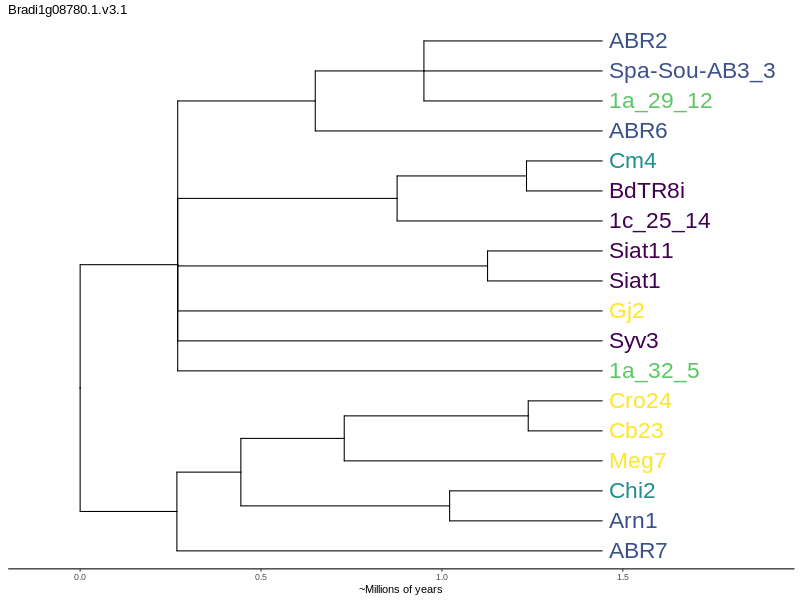 Bradi1g08780.1.v3.1
ABR2
Spa-Sou-AB3_3
1a_29_12
ABR6
Cm4
BdTR8i
1c_25_14
Siat11
Siat1
Gj2
Syv3
1a_32_5
Cro24
Cb23
Meg7
Chi2
Arn1
ABR7
0.0 0.5 1.0 1.5
~Millions of years